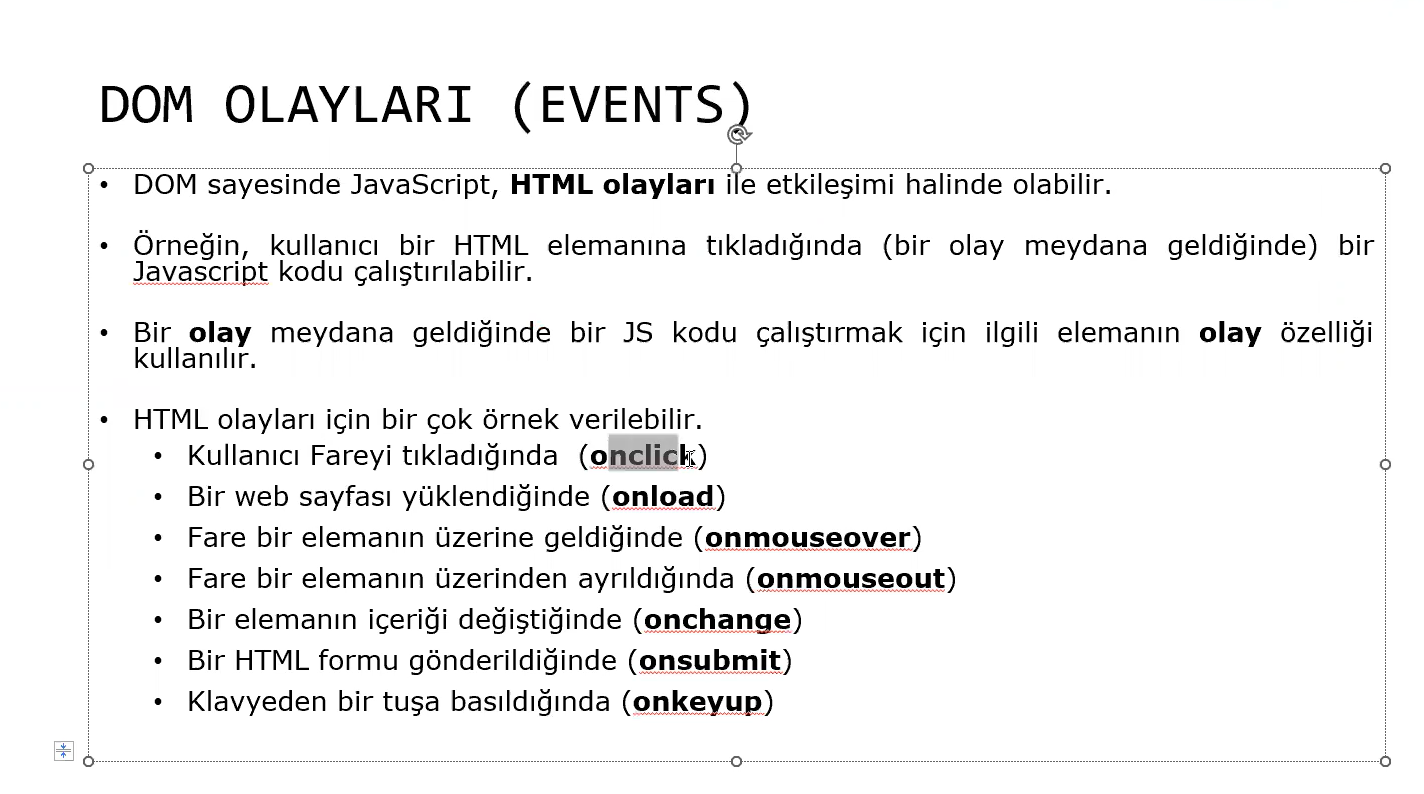 DOM OLAYLARI (EVENTS)
• DOM sayesinde JavaScript, HTML olayları ile etkileşimi halinde olabilir.
• Örneğin, kullanıcı bir HTML elemanına tıkladığında (bir olay meydana geldiğinde) bir
Javascript kodu çalıştırılabilir.
• Bir olay meydana geldiğinde bir JS kodu çalıştırmak için ilgili elemanın olay özelliği
kullanılır.
• HTML olayları için bir çok örnek verilebilir.
• Kullanıcı Fareyi tıkladığında (onclick)
• Bir web sayfası yüklendiğinde (onload)
• Fare bir elemanın üzerine geldiğinde (onmouseover)
• Fare bir elemanın üzerinden ayrıldığında (onmouseout)
• Bir elemanın içeriği değiştiğinde (onchange)
• Bir HTML formu gönderildiğinde (onsubmit)
• Klavyeden bir tuşa basıldığında (onkeyup)